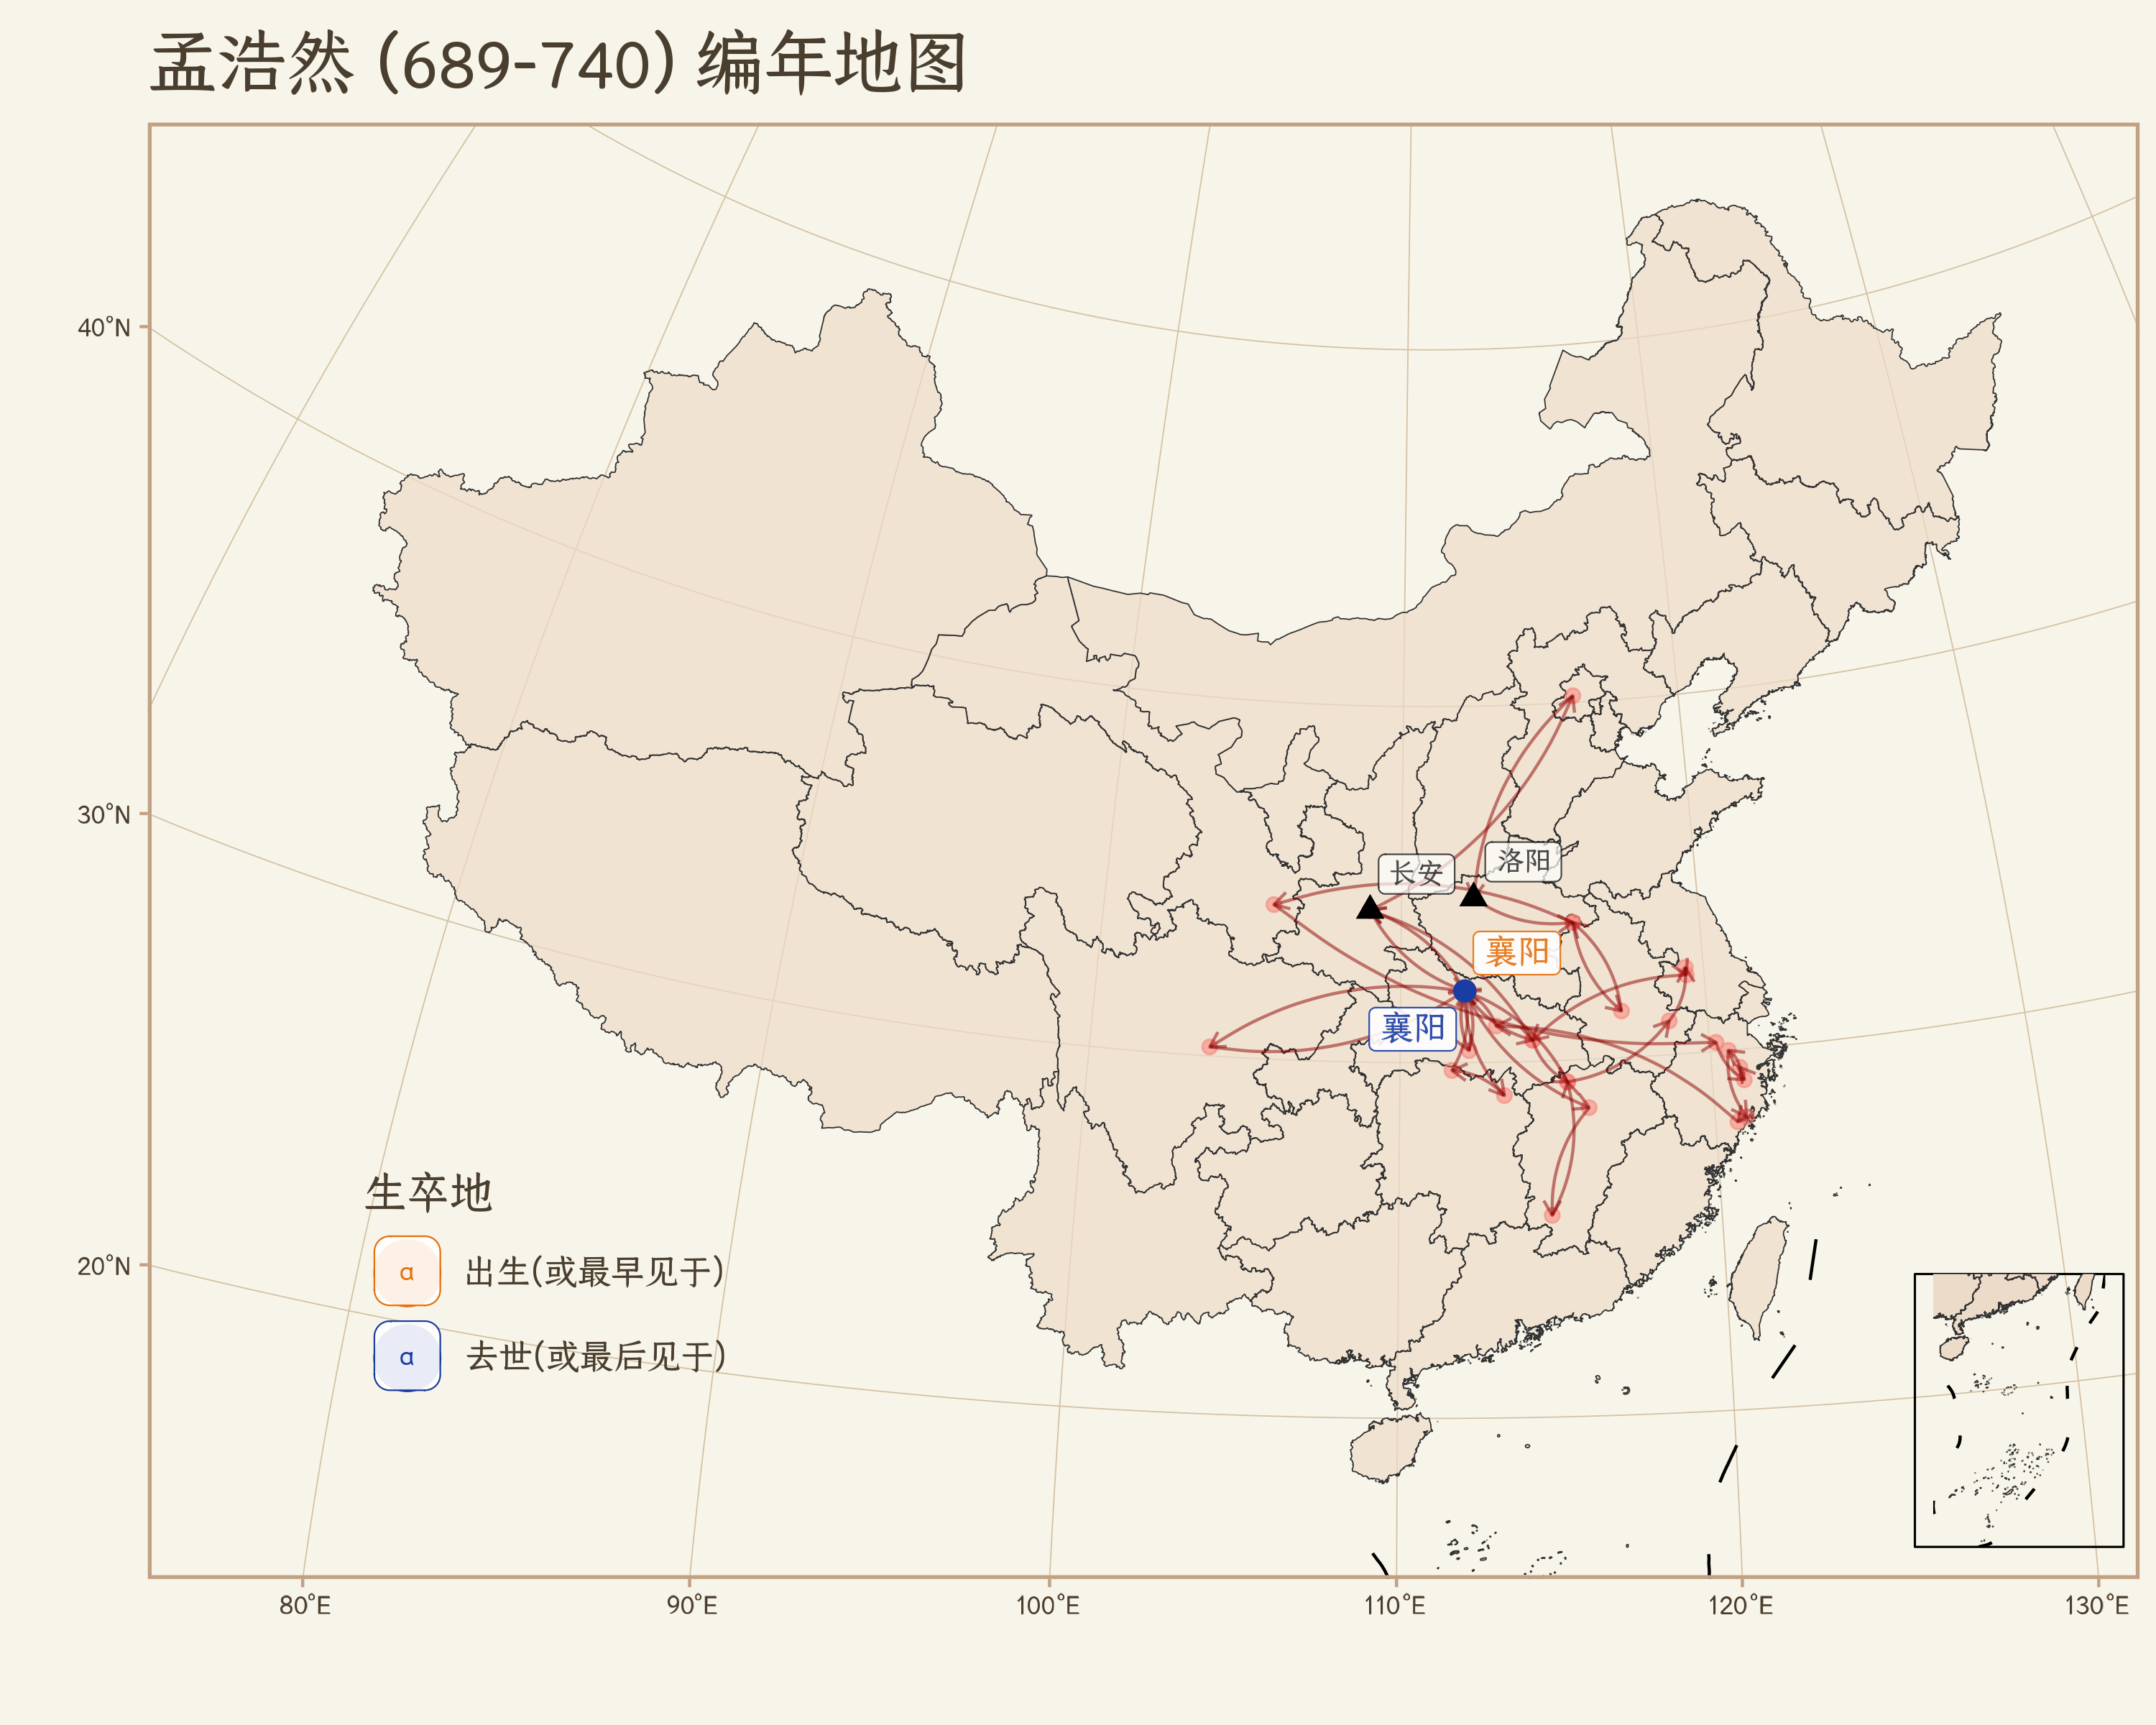 孟浩然 (689-740) 编年地图
40°N
30°N
20°N
长安
洛阳
襄阳
襄阳
生卒地
a 出生(或最早见于)
a 去世(或最后见于)
80°E
90°E
100°E
110°E
120°E
130°E